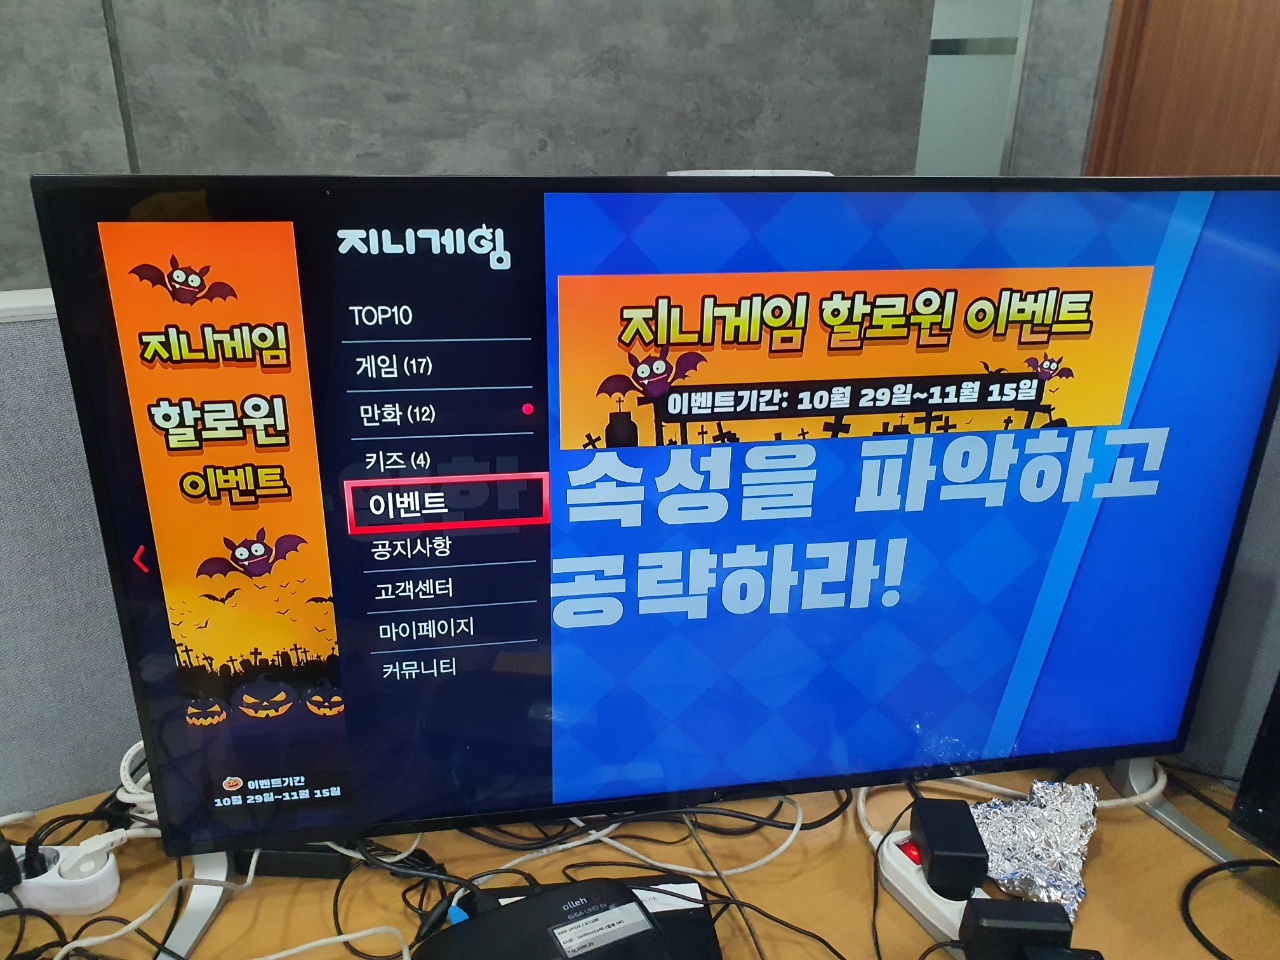 지니게임
할로윈
이벤트
이벤트기간
10월 29일~11월 15일
지니게임
TOP10
게임 (17)
만화 (12)
키즈 (4)
이벤트
공지사항
고객센터
마이페이지
커뮤니티
지니게임 할로윈 이벤트
이벤트기간: 10월 29일~11월 15일
속성을 파악하고
공략하라!
olleh
GiGA UHD tv